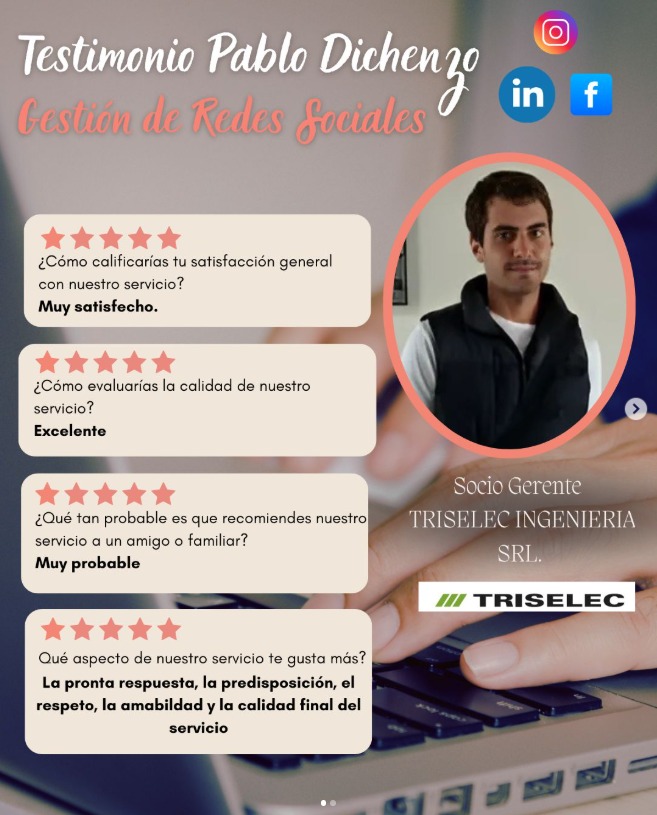 Testimonio Pablo Dichenzo
Gestión de Redes Sociales
in
f
¿Cómo calificarías tu satisfacción general
con nuestro servicio?
Muy satisfecho.
¿Cómo evaluarías la calidad de nuestro
servicio?
Excelente
¿Qué tan probable es que recomiendes nuestro
servicio a un amigo o familiar?
Muy probable
Qué aspecto de nuestro servicio te gusta más?
La pronta respuesta, la predisposición, el
respeto, la amabildad y la calidad final del
servicio
Socio Gerente
TRISELEC INGENIERIA
SRL.
TRISELEC